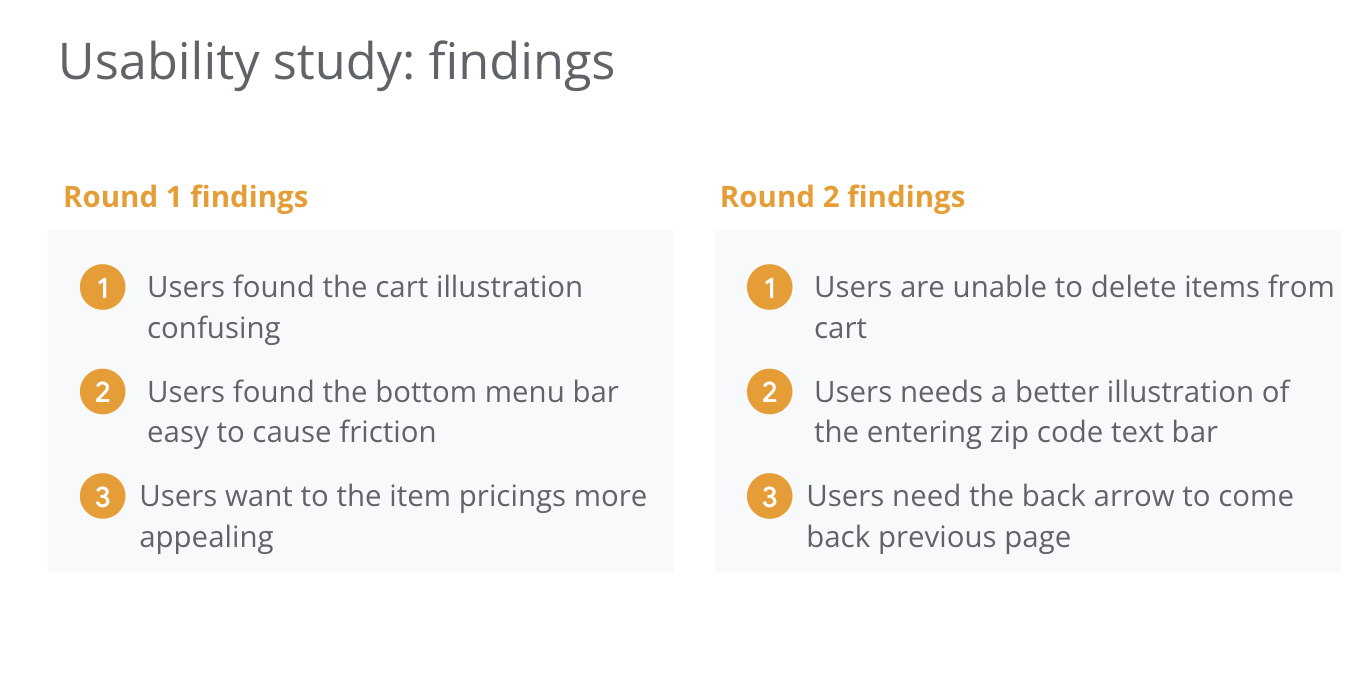 Usability study: findings
Round 1 findings
1 Users found the cart illustration
confusing
2 Users found the bottom menu bar
easy to cause friction
3 Users want to the item pricings more
appealing
Round 2 findings
1 Users are unable to delete items from
cart
2 Users needs a better illustration of
the entering zip code text bar
3 Users need the back arrow to come
back previous page